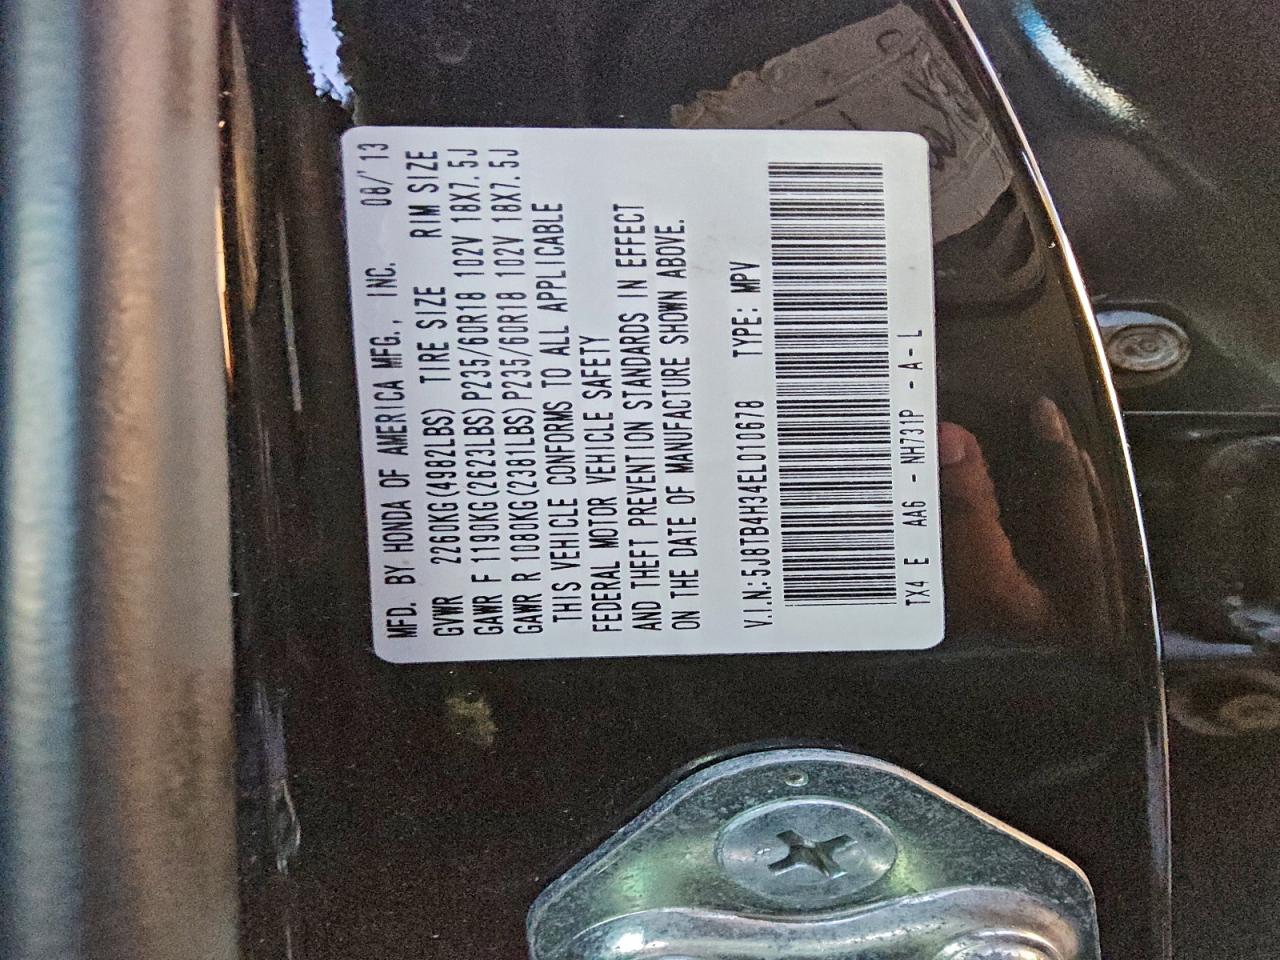 MFD. BY HONDA OF AMERICA MFG., INC. 08/'13
GVWR 2260KG(4982LBS) TIRE SIZE RIM SIZE
GAWR F 1190KG(2623LBS)P235/60R18 102V 18X7.5J
GAWR R 1080KG(2381LBS)P235/60R18 102V 18X7.5J
THIS VEHICLE CONFORMS TO ALL APPLICABLE
FEDERAL MOTOR VEHICLE SAFETY
AND THEFT PREVENTION STANDARDS IN EFFECT
ON THE DATE OF MANUFACTURE SHOWN ABOVE.
V.I.N.:5J8TB4H34EL010678 TYPE: MPV
TX4 E AA6 - NH731P - A - L